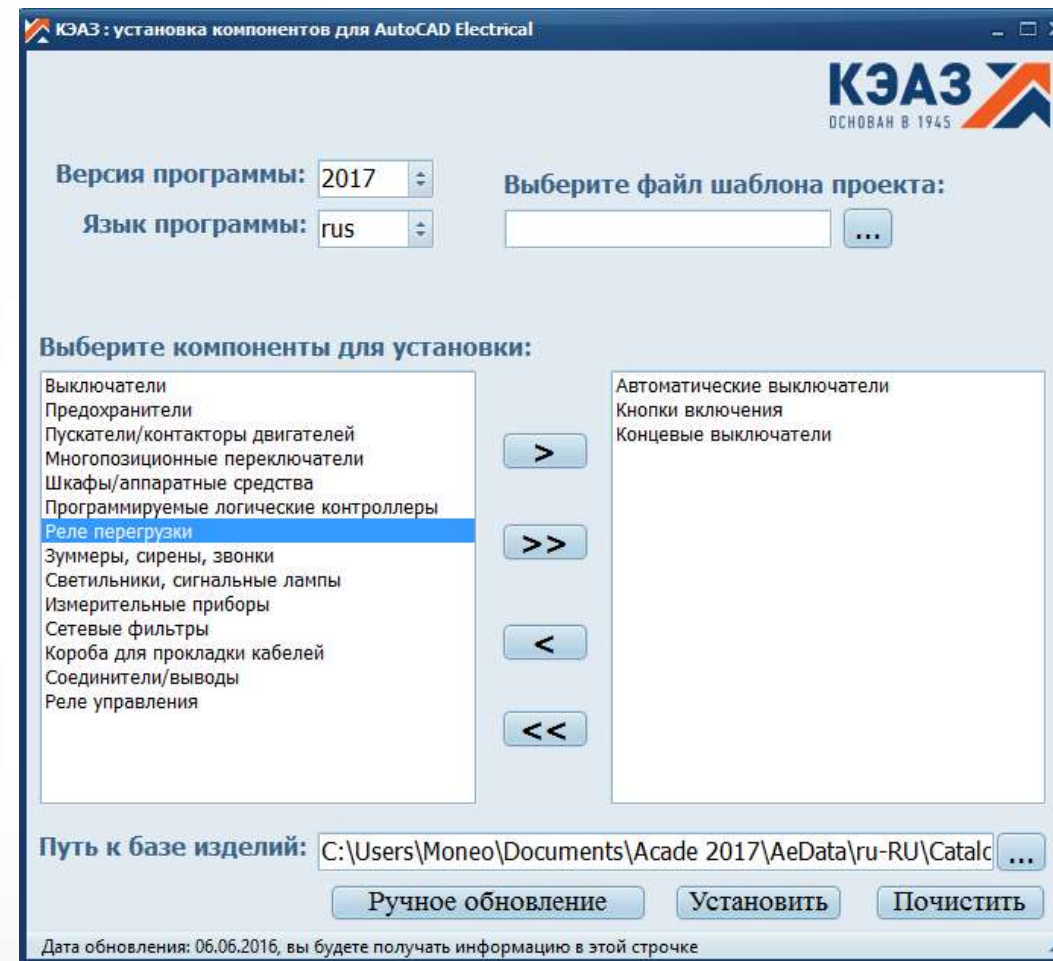 КЭАЗ : установка компонентов для AutoCAD Electrical
КЭАЗ
ОСНОВАН В 1945
Версия программы: 2017
Язык программы: rus
Выберите файл шаблона проекта:
...
Выберите компоненты для установки:
Выключатели
Предохранители
Пускатели/контакторы двигателей
Многопозиционные переключатели
Шкафы/аппаратные средства
Программируемые логические контроллеры
Реле перегрузки
Зуммеры, сирены, звонки
Светильники, сигнальные лампы
Измерительные приборы
Сетевые фильтры
Короба для прокладки кабелей
Соединители/выводы
Реле управления
>
>>
<
<<
Автоматические выключатели
Кнопки включения
Концевые выключатели
Путь к базе изделий: C:\Users\Moneo\Documents\Acade 2017\AeData\ru-RU\Catalc ...
Ручное обновление Установить Почистить
Дата обновления: 06.06.2016, вы будете получать информацию в этой строчке